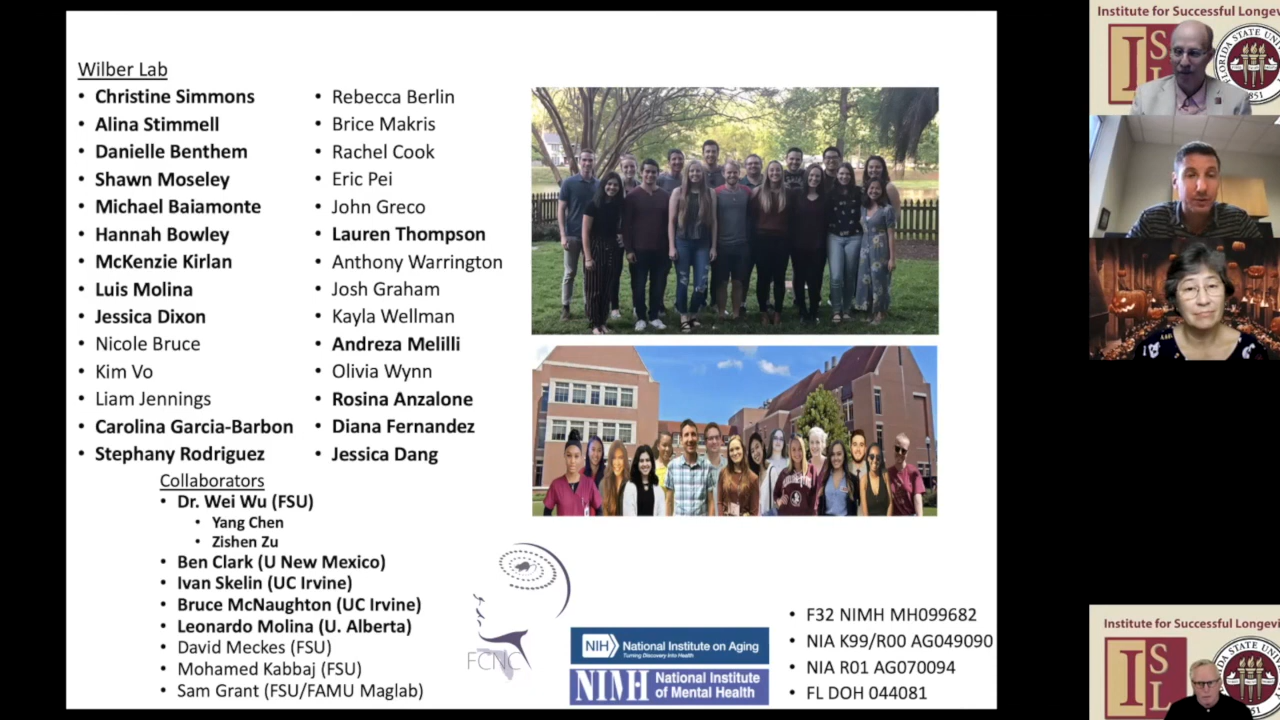 Wilber Lab
• Christine Simmons
• Alina Stimmell
• Danielle Benthem
• Shawn Moseley
• Michael Baiamonte
• Hannah Bowley
• McKenzie Kirlan
• Luis Molina
• Jessica Dixon
• Nicole Bruce
• Kim Vo
• Liam Jennings
• Carolina Garcia-Barbon
• Stephany Rodriguez
• Rebecca Berlin
• Brice Makris
• Rachel Cook
• Eric Pei
• John Greco
• Lauren Thompson
• Anthony Warrington
• Josh Graham
• Kayla Wellman
• Andreza Melilli
• Olivia Wynn
• Rosina Anzalone
• Diana Fernandez
• Jessica Dang
Collaborators
• Dr. Wei Wu (FSU)
• Yang Chen
• Zishen Zu
• Ben Clark (U New Mexico)
• Ivan Skelin (UC Irvine)
• Bruce McNaughton (UC Irvine)
• Leonardo Molina (U. Alberta)
• David Meckes (FSU)
• Mohamed Kabbaj (FSU)
• Sam Grant (FSU/FAMU Maglab)
FCNC
NIH National Institute on Aging
Turning Discovery Into Health
NIMH National Institute
of Mental Health
• F32 NIMH MH099682
• NIA K99/R00 AG049090
• NIA R01 AG070094
• FL DOH 044081
Institute for Successful Longev
ISL
Institute for Successful Longevi
ISL